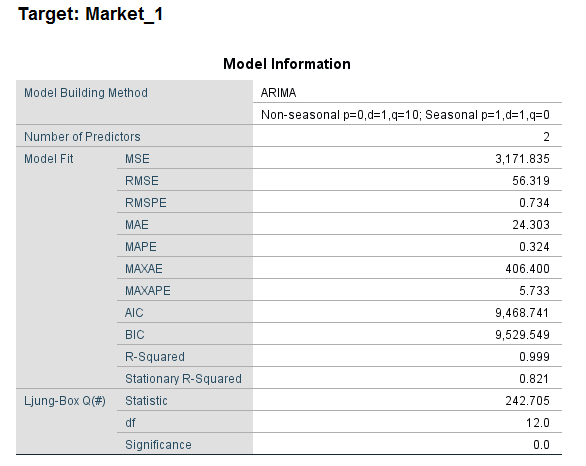 Target: Market_1
Model Information
Model Building Method ARIMA
Non-seasonal p=0,d=1,q=10; Seasonal p=1,d=1,q=0
Number of Predictors 2
Model Fit MSE 3,171.835
RMSE 56.319
RMSPE 0.734
MAE 24.303
MAPE 0.324
MAXAE 406.400
MAXAPE 5.733
AIC 9,468.741
BIC 9,529.549
R-Squared 0.999
Stationary R-Squared 0.821
Ljung-Box Q(#) Statistic 242.705
df 12.0
Significance 0.0